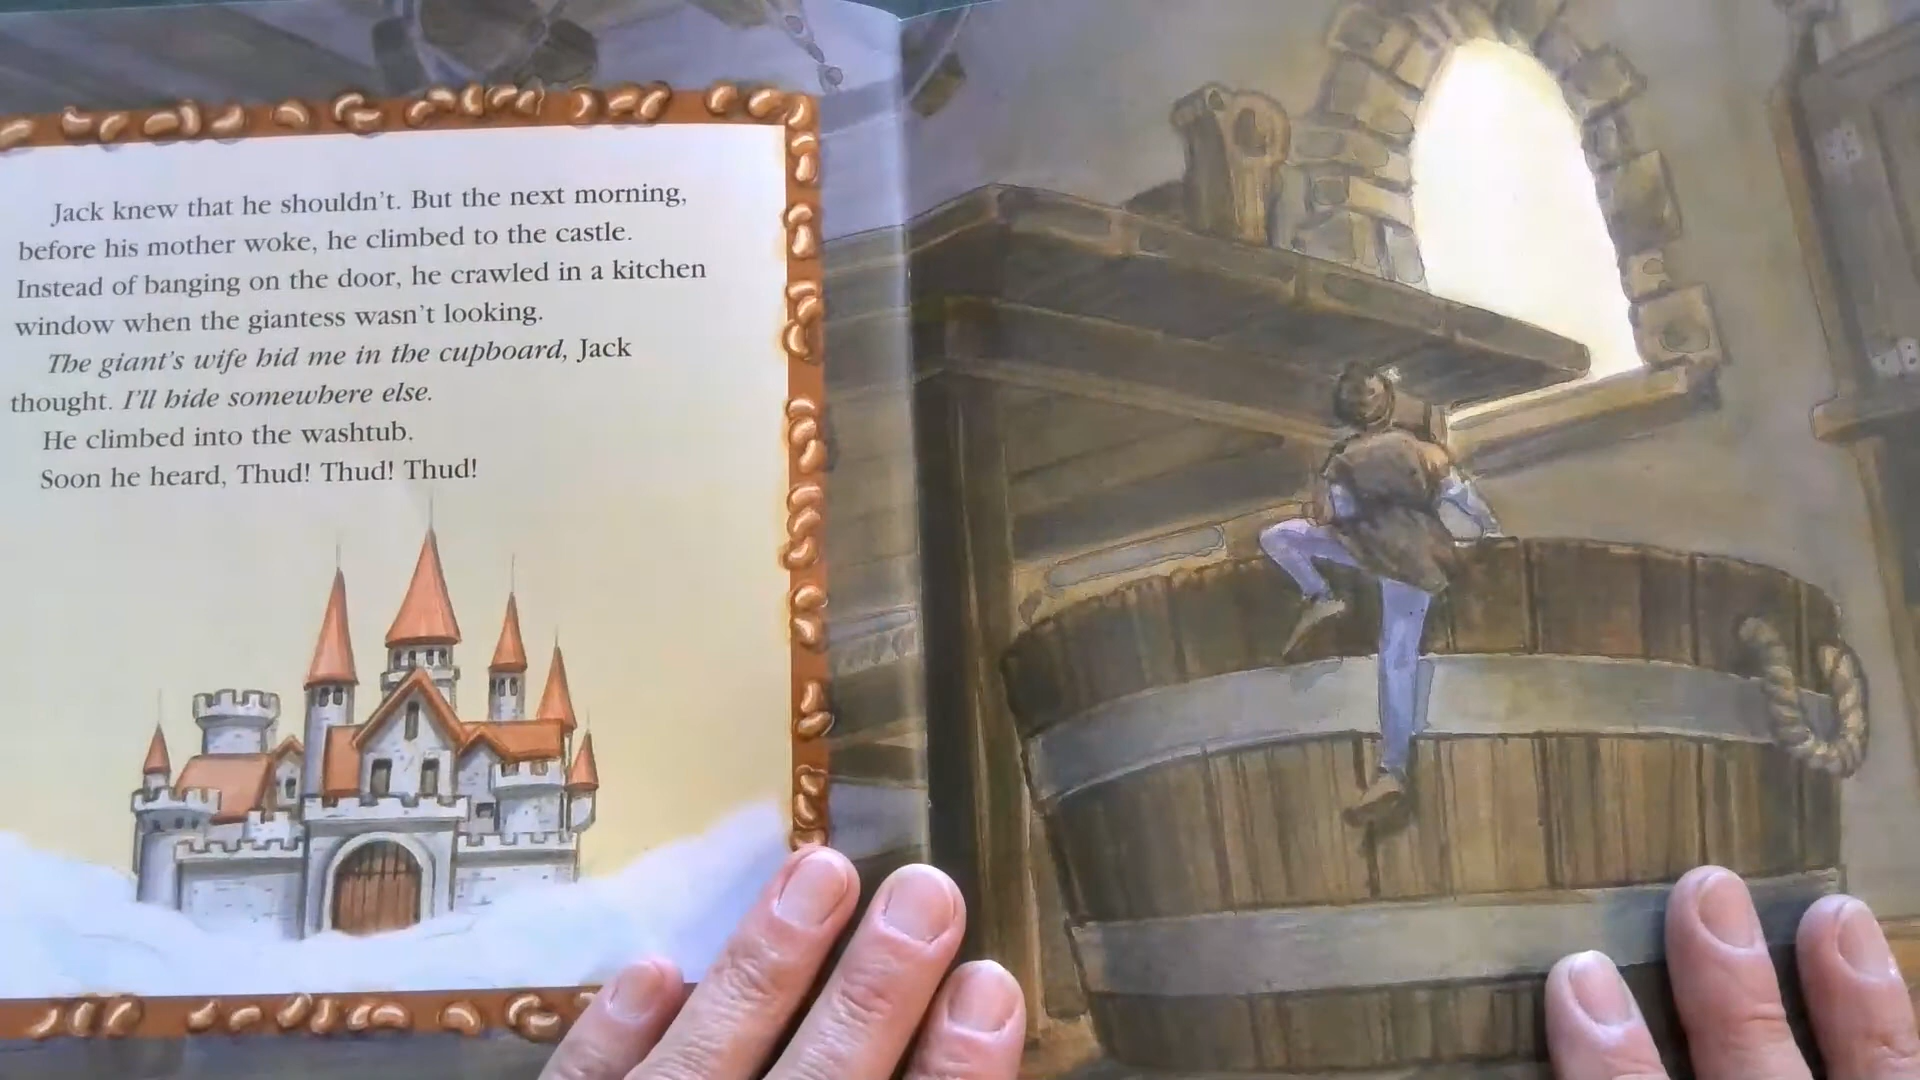 Jack knew that he shouldn't. But the next morning,
before his mother woke, he climbed to the castle.
Instead of banging on the door, he crawled in a kitchen
window when the giantess wasn't looking.
The giant's wife hid me in the cupboard, Jack
thought. I'll hide somewhere else.
He climbed into the washtub.
Soon he heard, Thud! Thud! Thud!